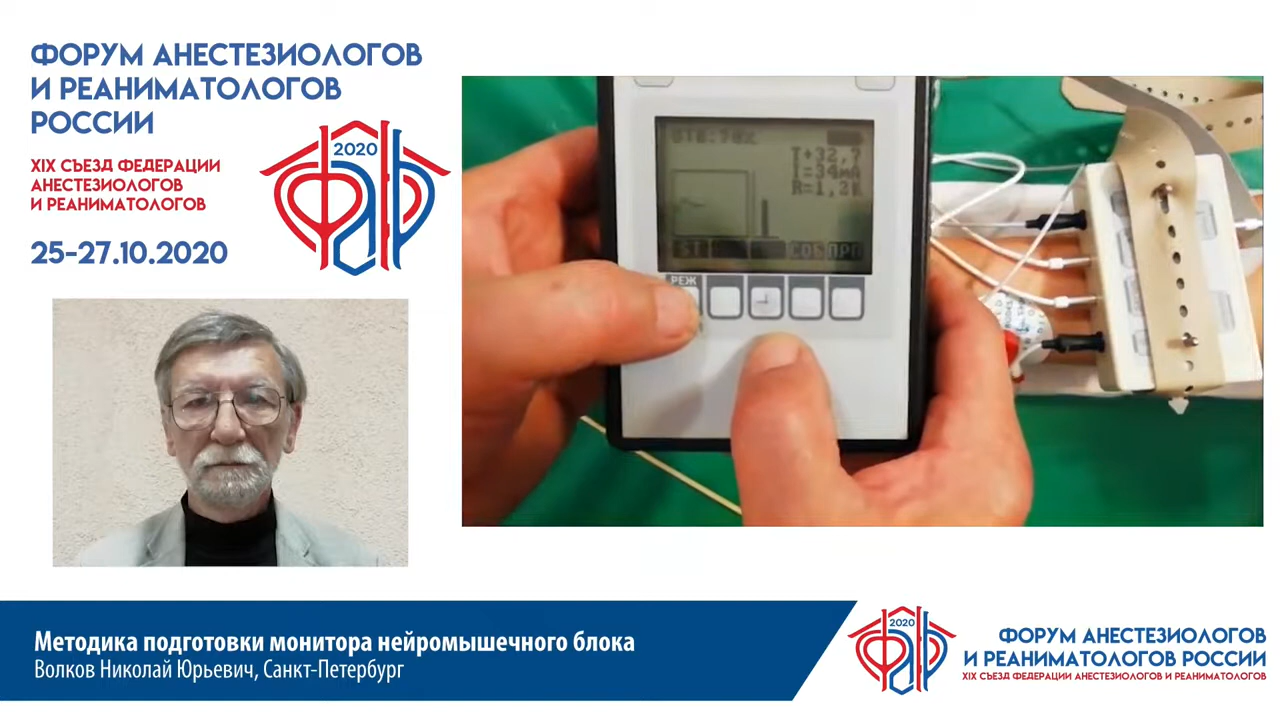 ФОРУМ АНЕСТЕЗИОЛОГОВ
И РЕАНИМАТОЛОГОВ
РОССИИ
XIX СЪЕЗД ФЕДЕРАЦИИ
АНЕСТЕЗИОЛОГОВ
И РЕАНИМАТОЛОГОВ
2020
25-27.10.2020
T+32,7
I=34mA
R=1,2K
РЕЖ
Методика подготовки монитора нейромышечного блока
Волков Николай Юрьевич, Санкт-Петербург
2020
ФОРУМ АНЕСТЕЗИОЛОГОВ
И РЕАНИМАТОЛОГОВ РОССИИ
XIX СЪЕЗД ФЕДЕРАЦИИ АНЕСТЕЗИОЛОГОВ И РЕАНИМАТОЛОГОВ